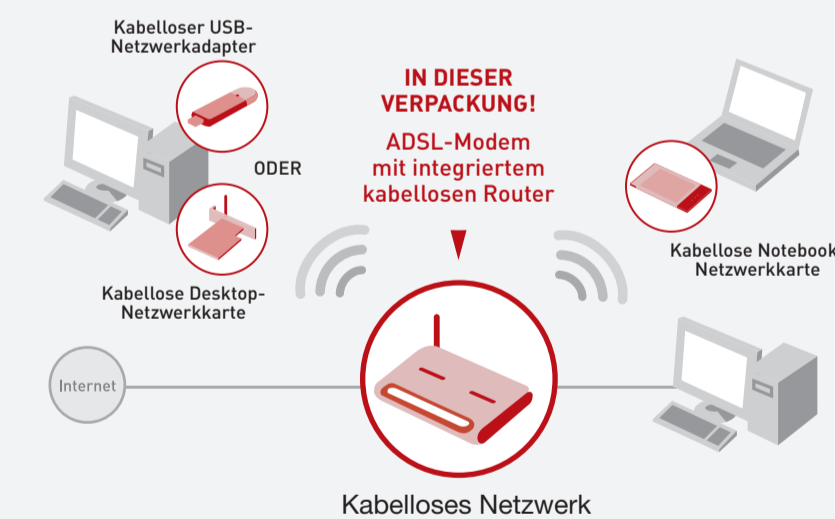 Kabelloser USB-
Netzwerkadapter
ODER
Kabellose Desktop-
Netzwerkkarte
IN DIESER
VERPACKUNG!
ADSL-Modem
mit integriertem
kabellosen Router
Kabellose Notebook
Netzwerkkarte
Internet
Kabelloses Netzwerk